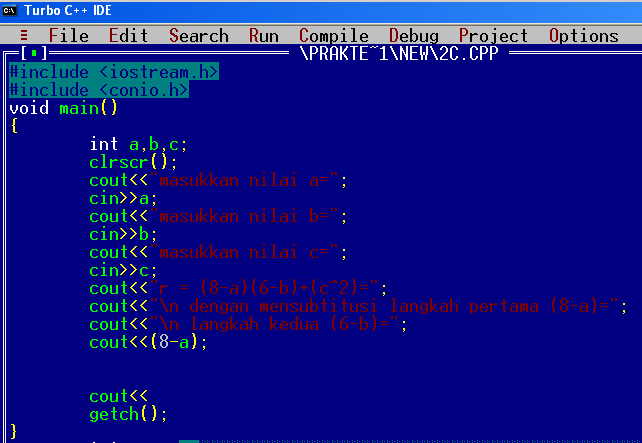 Turbo C++ IDE
≡ File Edit Search Run Compile Debug Project Options
[■] \PRAKTE~1\NEW\2C.CPP
#include <iostream.h>
#include <conio.h>
void main()
{
int a,b,c;
clrscr();
cout<<"masukkan nilai a=";
cin>>a;
cout<<"masukkan nilai b=";
cin>>b;
cout<<"masukkan nilai c=";
cin>>c;
cout<<"r = (8-a)(6-b)+(c^2)=";
cout<<"\n dengan mensubtitusi langkah pertama (8-a)=";
cout<<"\n langkah kedua (6-b)=";
cout<<(8-a);
cout<<
getch();
}